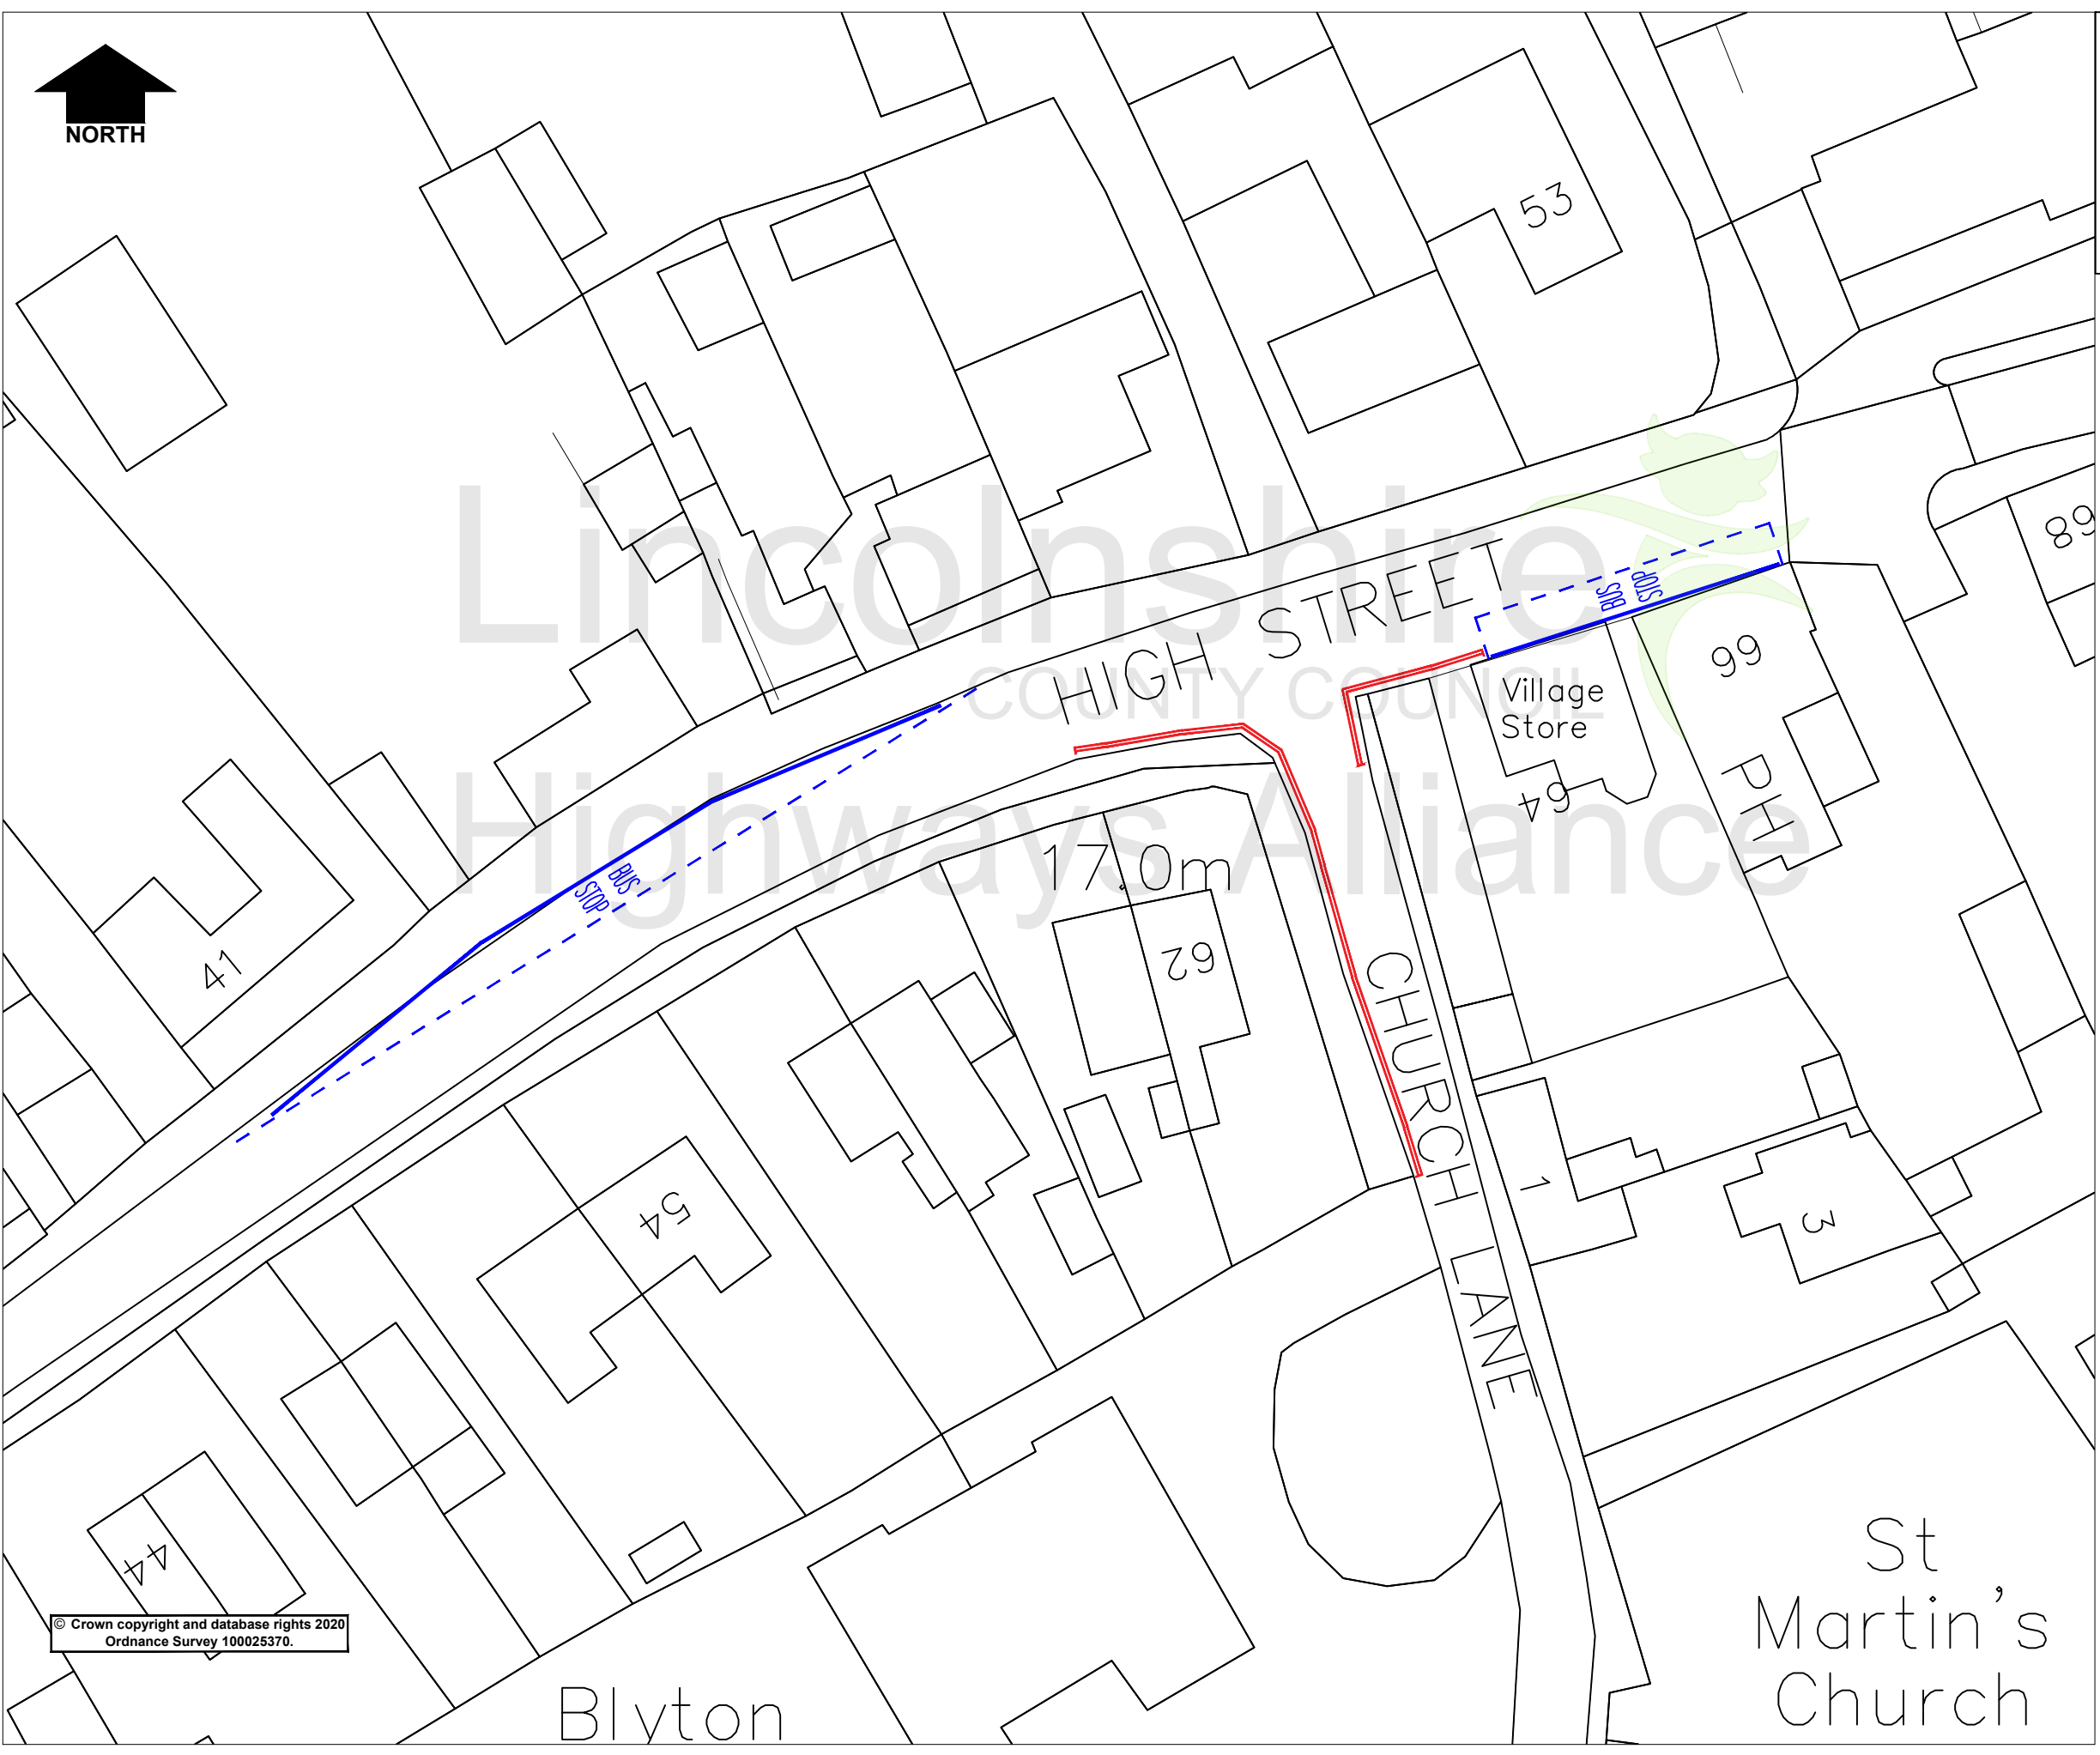 NORTH
53
89
Lincolnshire
COUNTY COUNCIL
Highways Alliance
HIGH STREET
BUS
STOP
66
PH
Village
Store
64
BUS
STOP
17.0m
62
41
CHURCH LANE
54
1
3
44
© Crown copyright and database rights 2020
Ordnance Survey 100025370.
St
Martin's
Church
Blyton